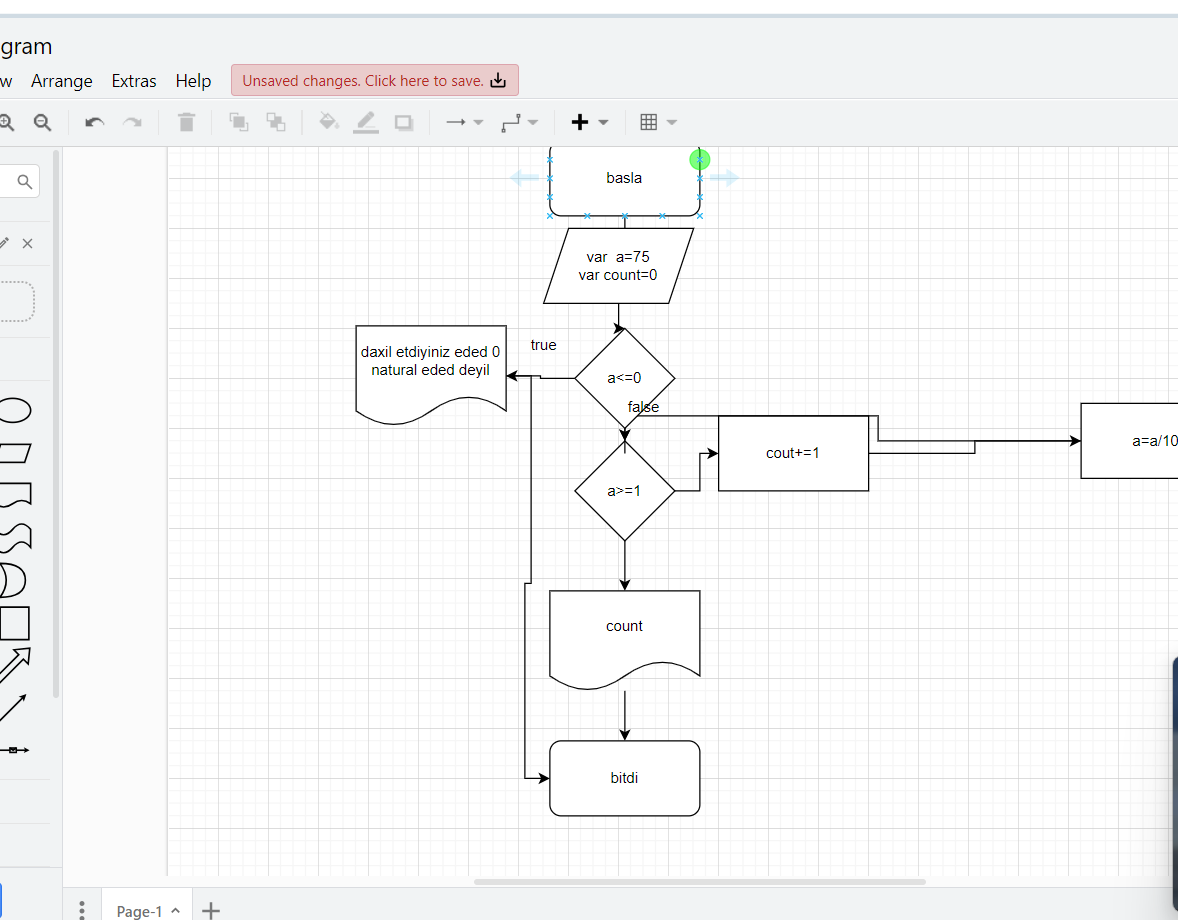 gram
w Arrange Extras Help Unsaved changes. Click here to save.
basla
var a=75
var count=0
true
daxil etdiyiniz eded 0
natural eded deyil
a<=0
false
cout+=1
a=a/10
a>=1
count
bitdi
Page-1